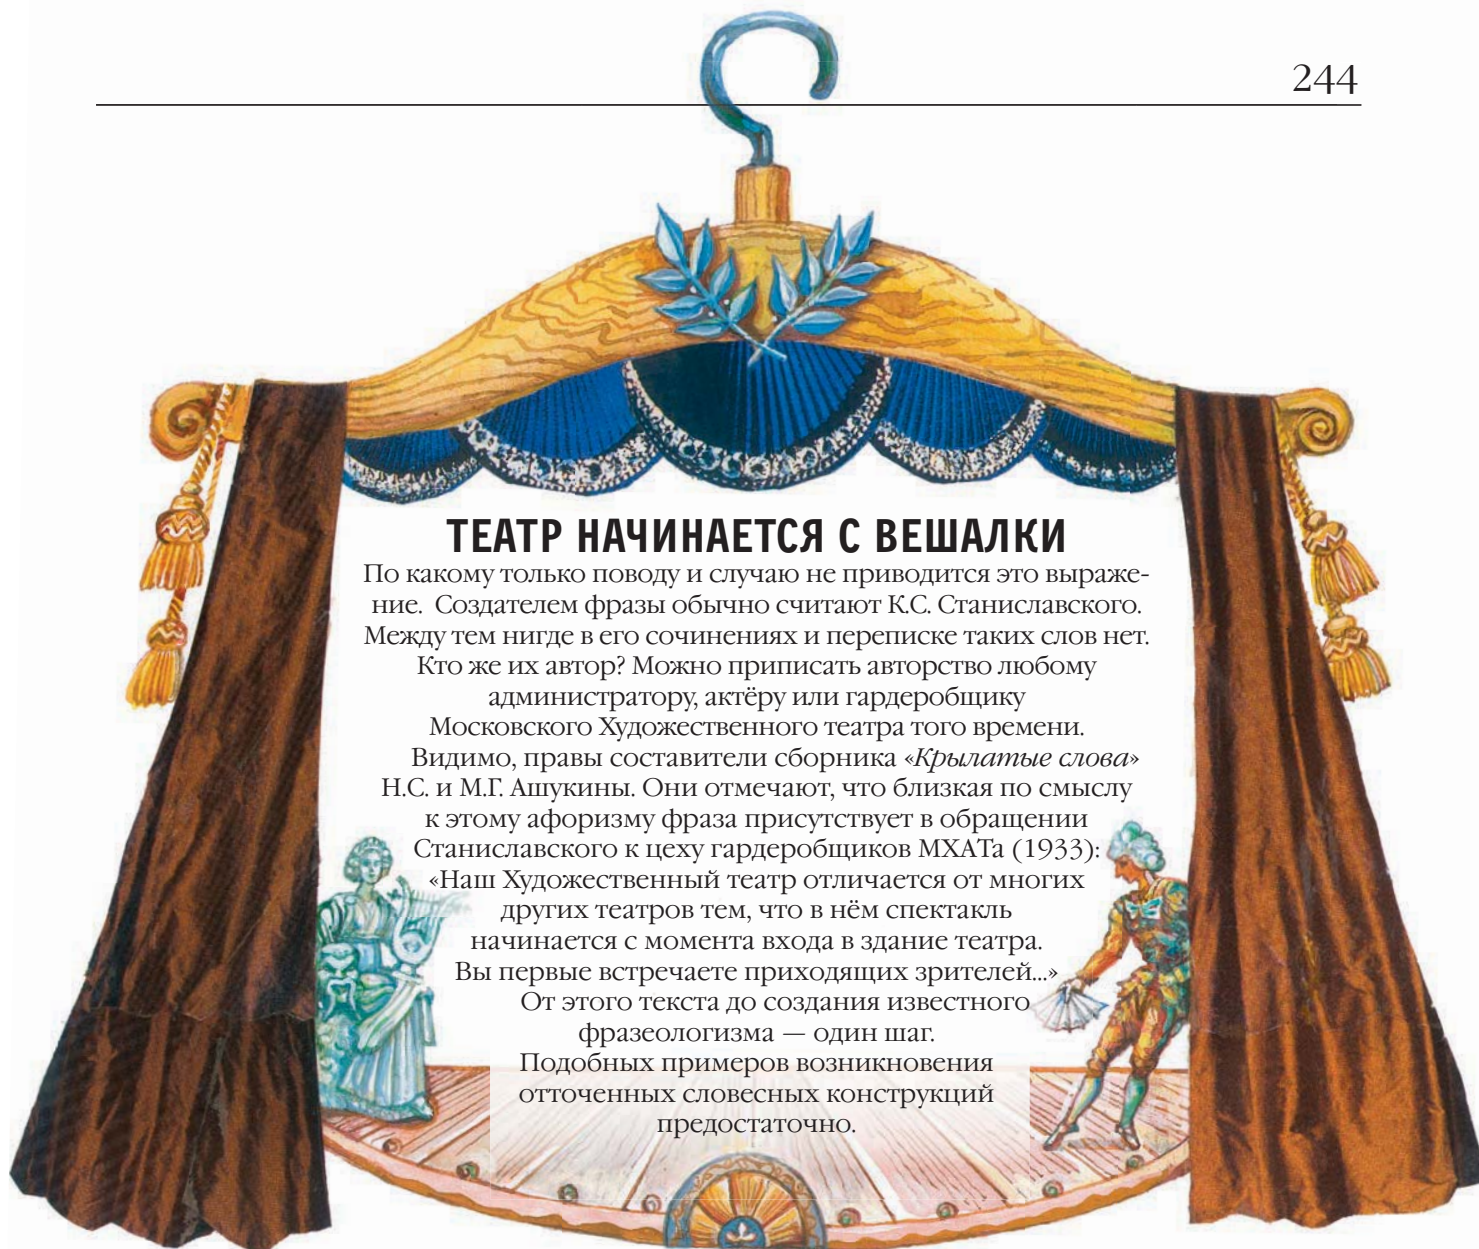 244
ТЕАТР НАЧИНАЕТСЯ С ВЕШАЛКИ
По какому только поводу и случаю не приводится это выраже-
ние. Создателем фразы обычно считают К.С. Станиславского.
Между тем нигде в его сочинениях и переписке таких слов нет.
Кто же их автор? Можно приписать авторство любому
администратору, актёру или гардеробщику
Московского Художественного театра того времени.
Видимо, правы составители сборника «Крылатые слова»
Н.С. и М.Г. Ашукины. Они отмечают, что близкая по смыслу
к этому афоризму фраза присутствует в обращении
Станиславского к цеху гардеробщиков МХАТа (1933):
«Наш Художественный театр отличается от многих
других театров тем, что в нём спектакль
начинается с момента входа в здание театра.
Вы первые встречаете приходящих зрителей...»
От этого текста до создания известного
фразеологизма — один шаг.
Подобных примеров возникновения
отточенных словесных конструкций
предостаточно.